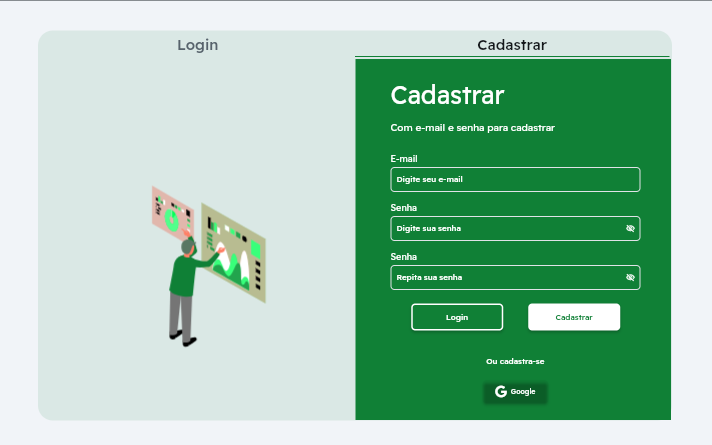 Login
Cadastrar
Cadastrar
Com e-mail e senha para cadastrar
E-mail
Digite seu e-mail
Senha
Digite sua senha
Senha
Repita sua senha
Login
Cadastrar
Ou cadastra-se
Google